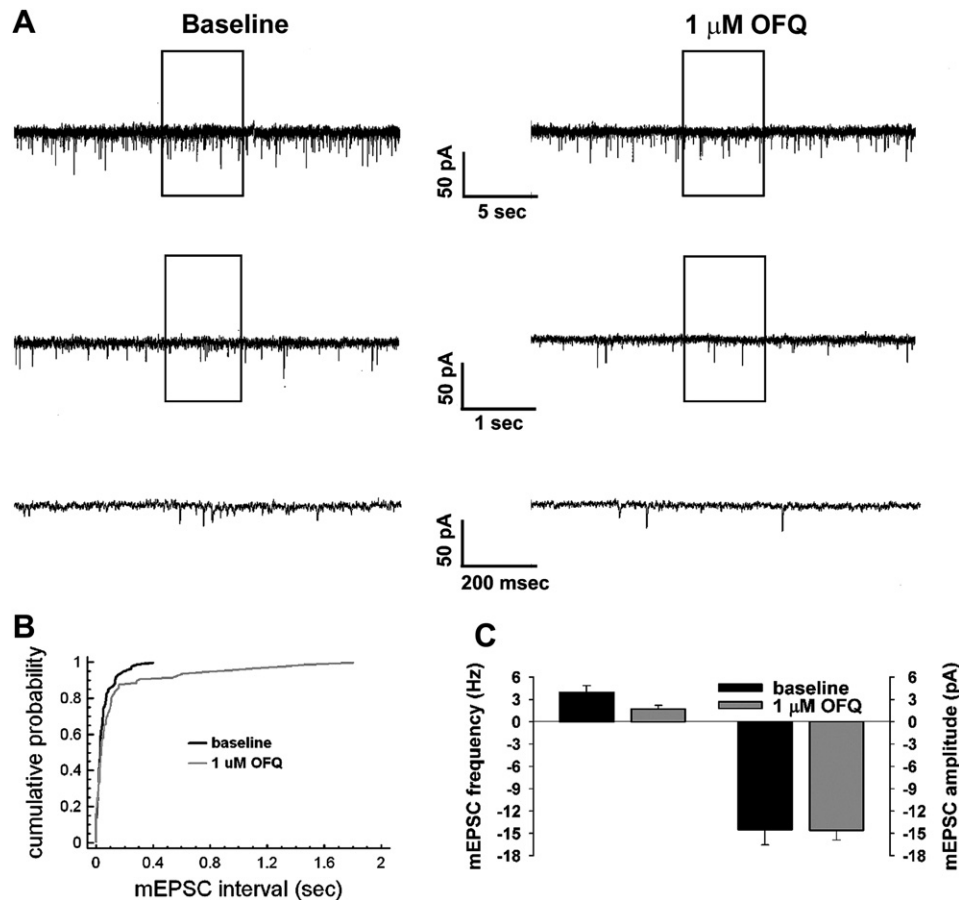 A
Baseline
1 μM OFQ
50 pA
5 sec
50 pA
1 sec
50 pA
200 msec
B
cumulative probability
1
0.8
0.6
0.4
0.2
0
baseline
1 uM OFQ
0
0.4
0.8
1.2
1.6
2
mEPSC interval (sec)
C
mEPSC frequency (Hz)
6
3
0
-3
-6
-9
-12
-15
-18
baseline
1 μM OFQ
6
3
0
-3
-6
-9
-12
-15
-18
mEPSC amplitude (pA)